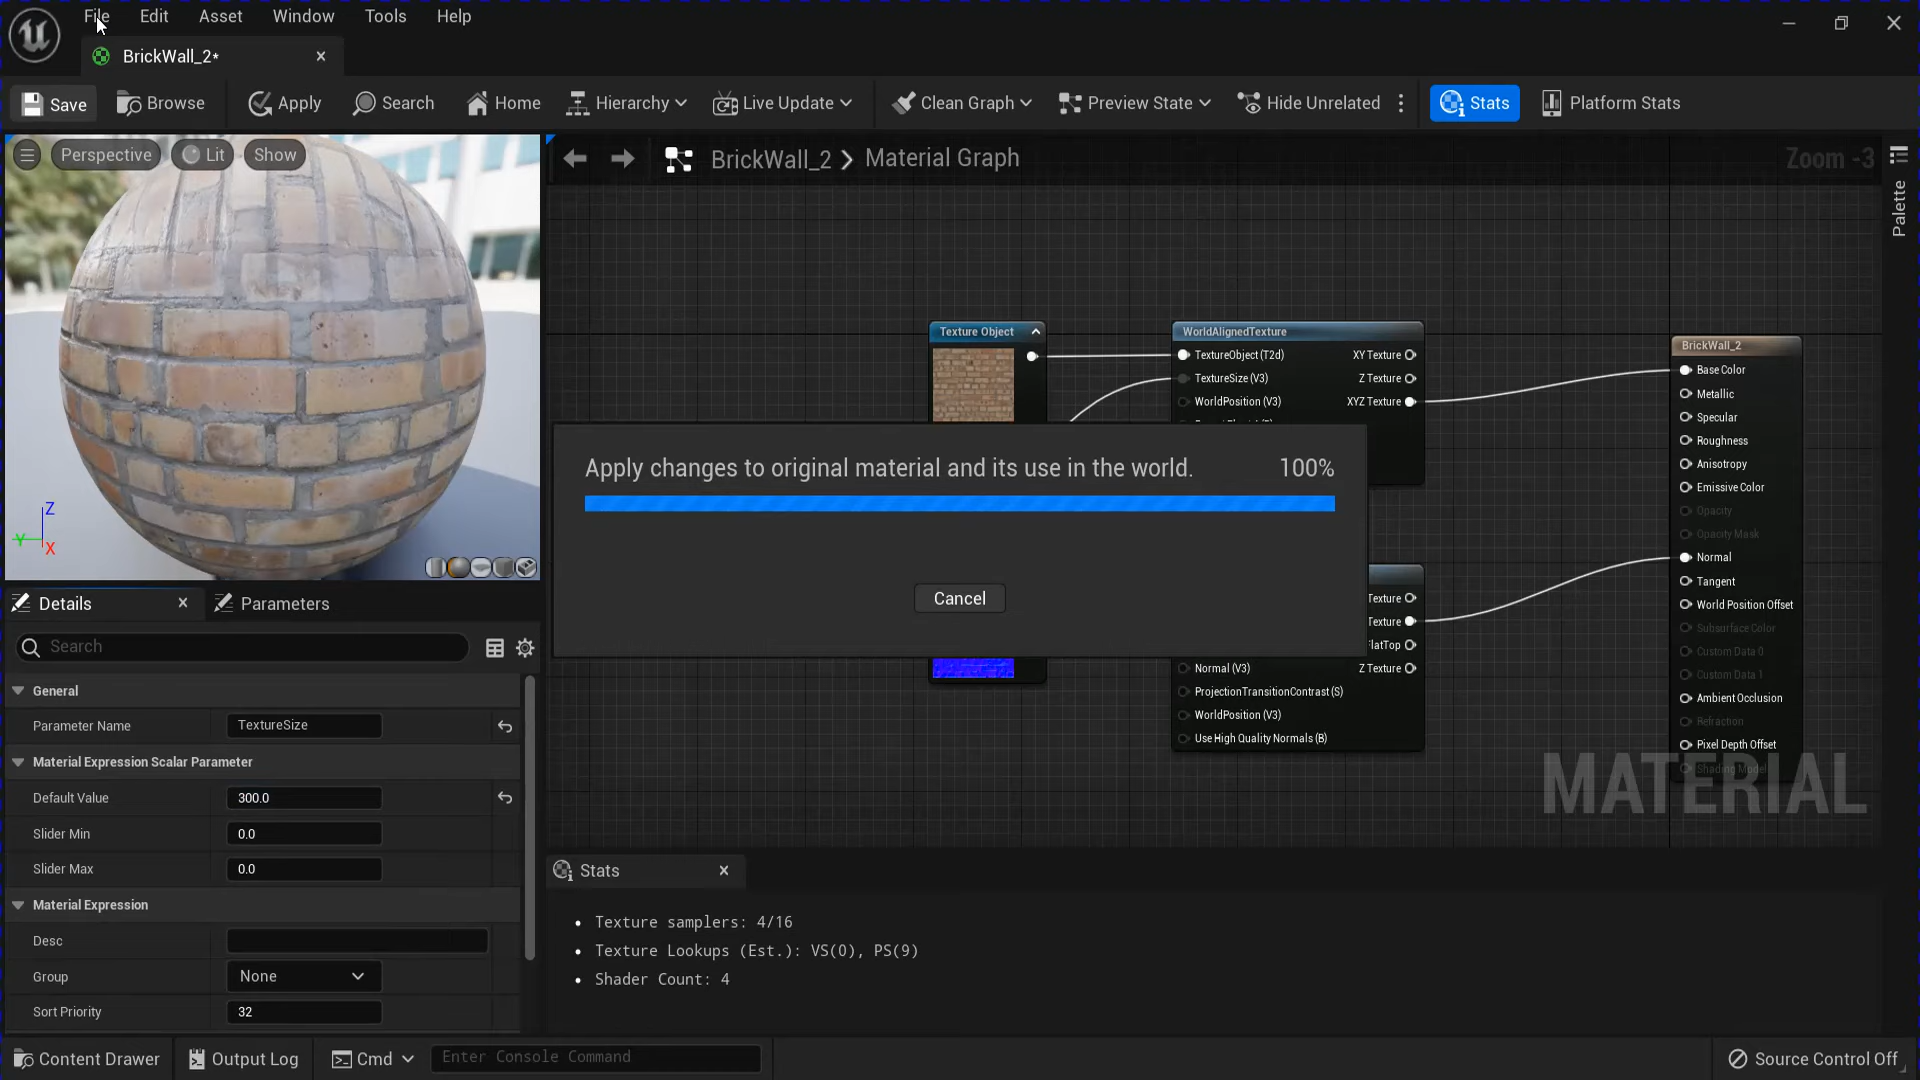 File Edit Asset Window Tools Help
BrickWall_2*
Save Browse Apply Search Home Hierarchy Live Update Clean Graph Preview State Hide Unrelated Stats Platform Stats
Perspective Lit Show
BrickWall_2 Material Graph Zoom -3
Palette
Texture Object
WorldAlignedTexture
TextureObject (T2d) XY Texture
TextureSize (V3) Z Texture
WorldPosition (V3) XYZ Texture
BrickWall_2
Base Color
Metallic
Specular
Roughness
Anisotropy
Emissive Color
Opacity
Opacity Mask
Normal
Tangent
World Position Offset
Subsurface Color
Custom Data 0
Custom Data 1
Ambient Occlusion
Refraction
Pixel Depth Offset
Shading Model
Apply changes to original material and its use in the world. 100%
Cancel
Texture
Texture
Z Texture
Normal (V3)
ProjectionTransitionContrast (S)
WorldPosition (V3)
Use High Quality Normals (B)
MATERIAL
Z
Y
X
Details Parameters
Search
General
Parameter Name TextureSize
Material Expression Scalar Parameter
Default Value 300.0
Slider Min 0.0
Slider Max 0.0
Material Expression
Desc
Group None
Sort Priority 32
Stats
• Texture samplers: 4/16
• Texture Lookups (Est.): VS(0), PS(9)
• Shader Count: 4
Content Drawer Output Log Cmd Enter Console Command Source Control Off